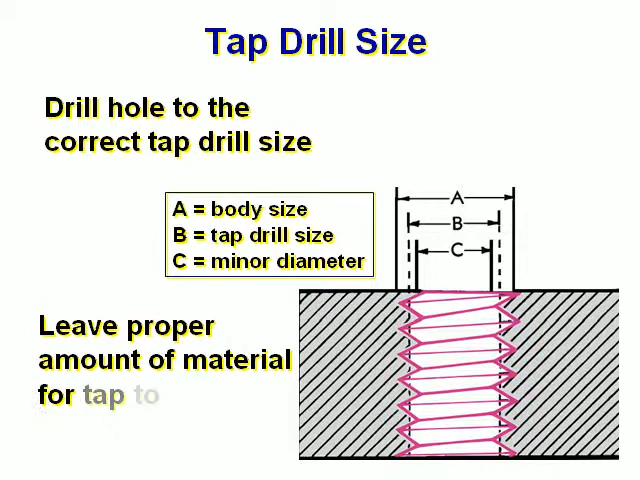 Tap Drill Size
Drill hole to the
correct tap drill size
A = body size
B = tap drill size
C = minor diameter
A
B
C
Leave proper
amount of material
for tap to